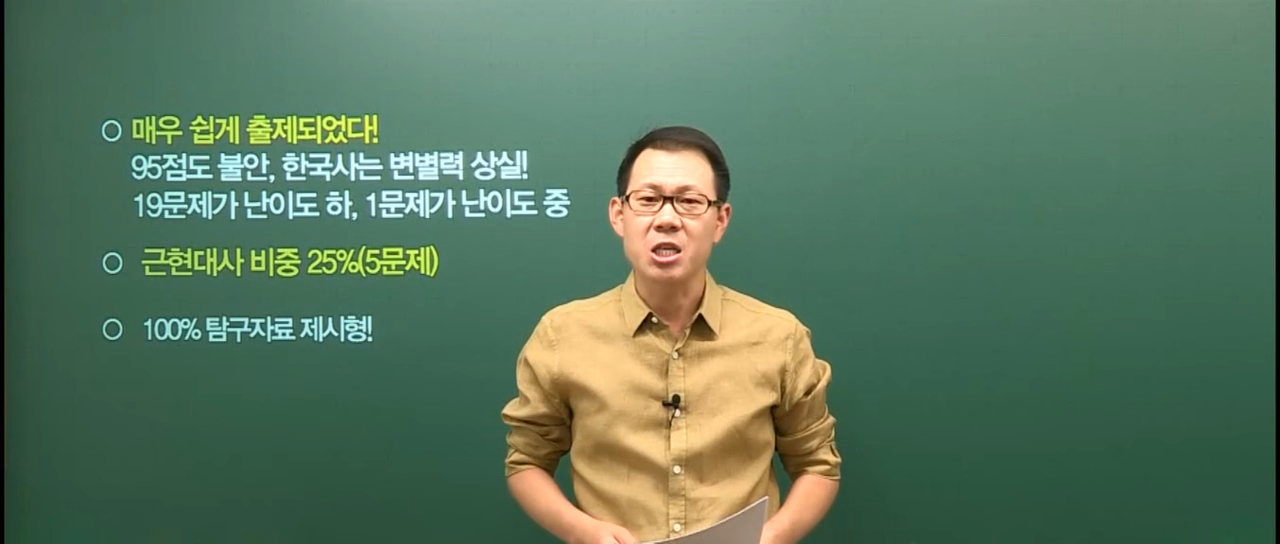 ○ 매우 쉽게 출제되었다!
95점도 불안, 한국사는 변별력 상실!
19문제가 난이도 하, 1문제가 난이도 중
○ 근현대사 비중 25%(5문제)
○ 100% 탐구자료 제시형!